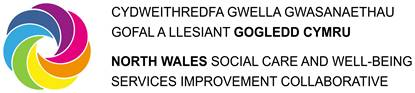 CYDWEITHREDFA GWELLA GWASANAETHAU
GOFAL A LLESIANT GOGLEDD CYMRU
NORTH WALES SOCIAL CARE AND WELL-BEING
SERVICES IMPROVEMENT COLLABORATIVE